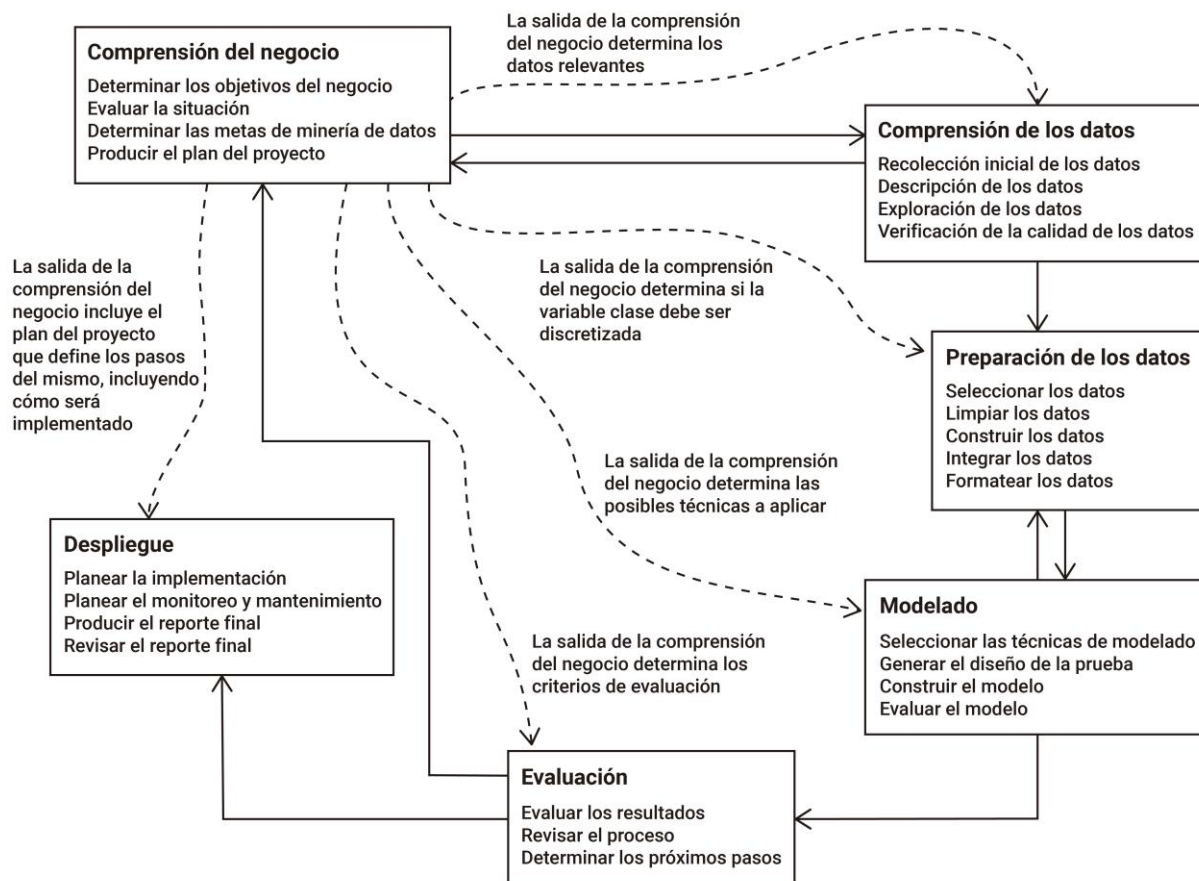 La salida de la comprensión
del negocio determina los
datos relevantes
Comprensión del negocio
Determinar los objetivos del negocio
Evaluar la situación
Determinar las metas de minería de datos
Producir el plan del proyecto
Comprensión de los datos
Recolección inicial de los datos
Descripción de los datos
Exploración de los datos
Verificación de la calidad de los datos
La salida de la
comprensión del
negocio incluye el
plan del proyecto
que define los pasos
del mismo, incluyendo
cómo será
implementado
La salida de la comprensión
del negocio determina si la
variable clase debe ser
discretizada
Preparación de los datos
Seleccionar los datos
Limpiar los datos
Construir los datos
Integrar los datos
Formatear los datos
La salida de la comprensión
del negocio determina las
posibles técnicas a aplicar
Despliegue
Planear la implementación
Planear el monitoreo y mantenimiento
Producir el reporte final
Revisar el reporte final
Modelado
Seleccionar las técnicas de modelado
Generar el diseño de la prueba
Construir el modelo
Evaluar el modelo
La salida de la comprensión
del negocio determina los
criterios de evaluación
Evaluación
Evaluar los resultados
Revisar el proceso
Determinar los próximos pasos